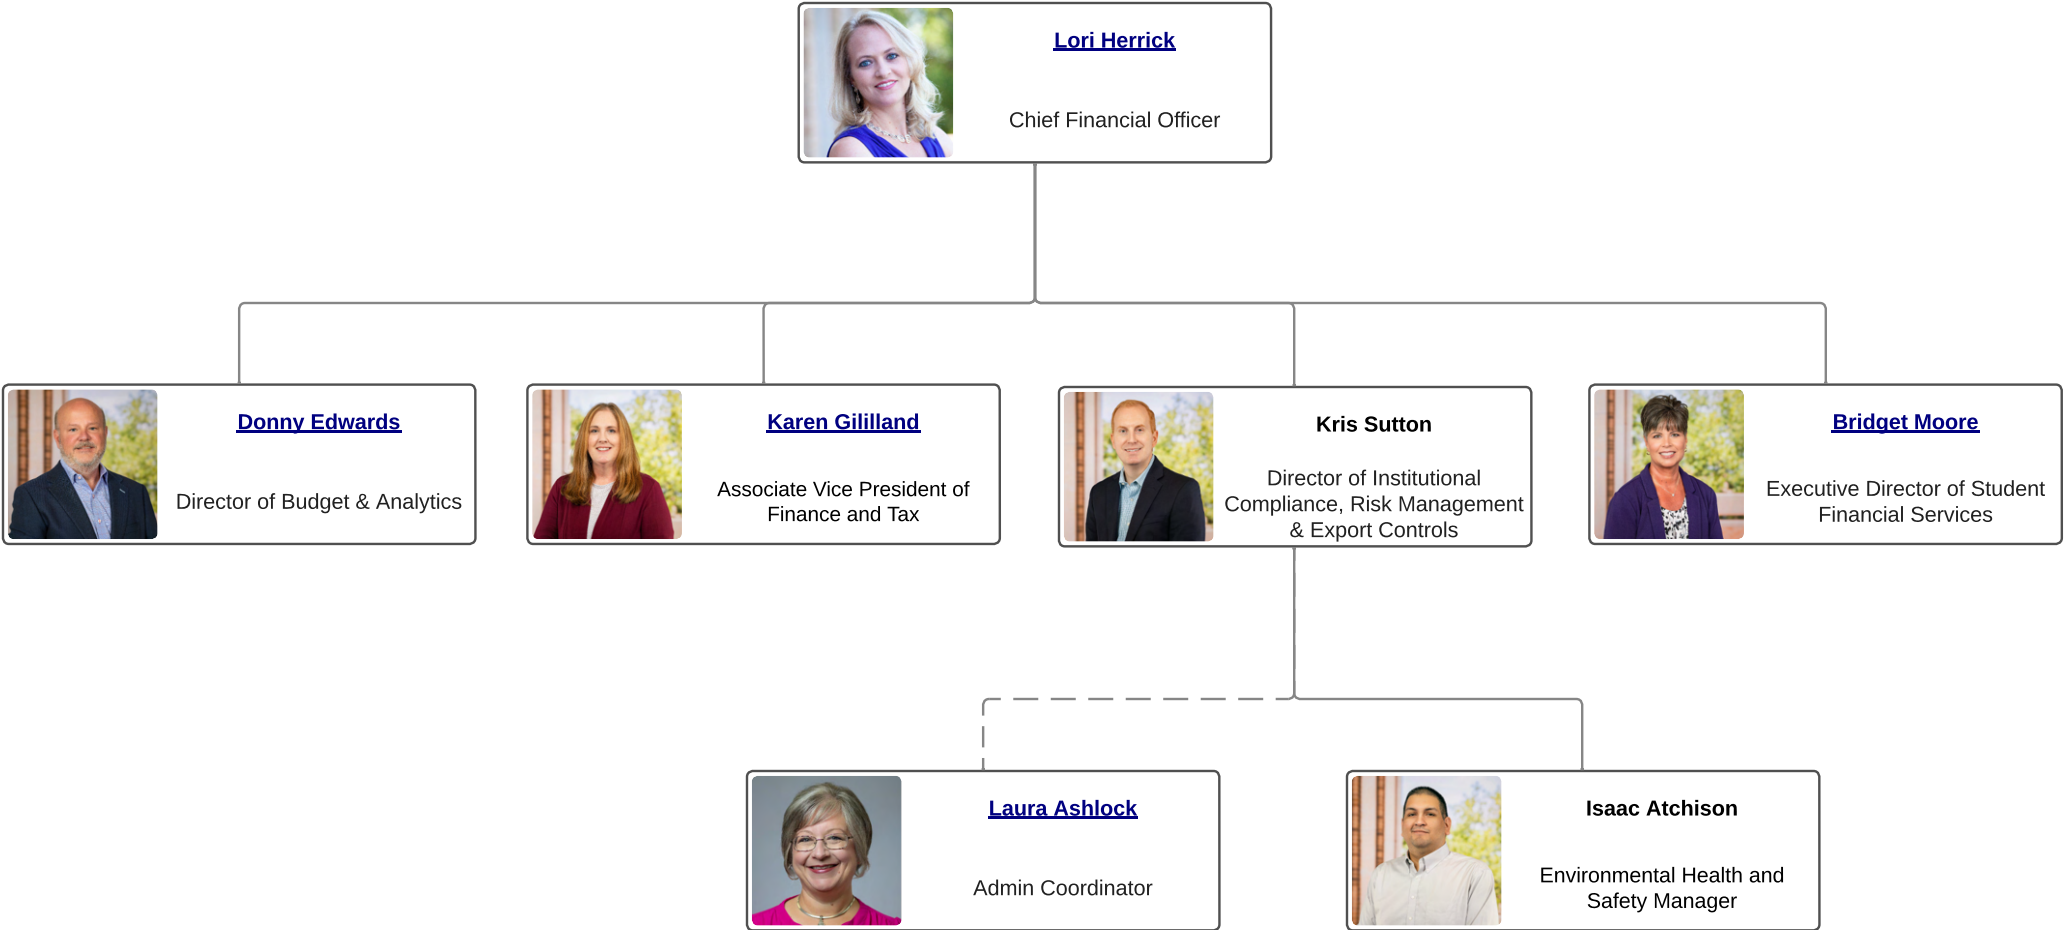 Lori Herrick
Chief Financial Officer
Donny Edwards
Director of Budget & Analytics
Karen Gililland
Associate Vice President of
Finance and Tax
Kris Sutton
Director of Institutional
Compliance, Risk Management
& Export Controls
Bridget Moore
Executive Director of Student
Financial Services
Laura Ashlock
Admin Coordinator
Isaac Atchison
Environmental Health and
Safety Manager